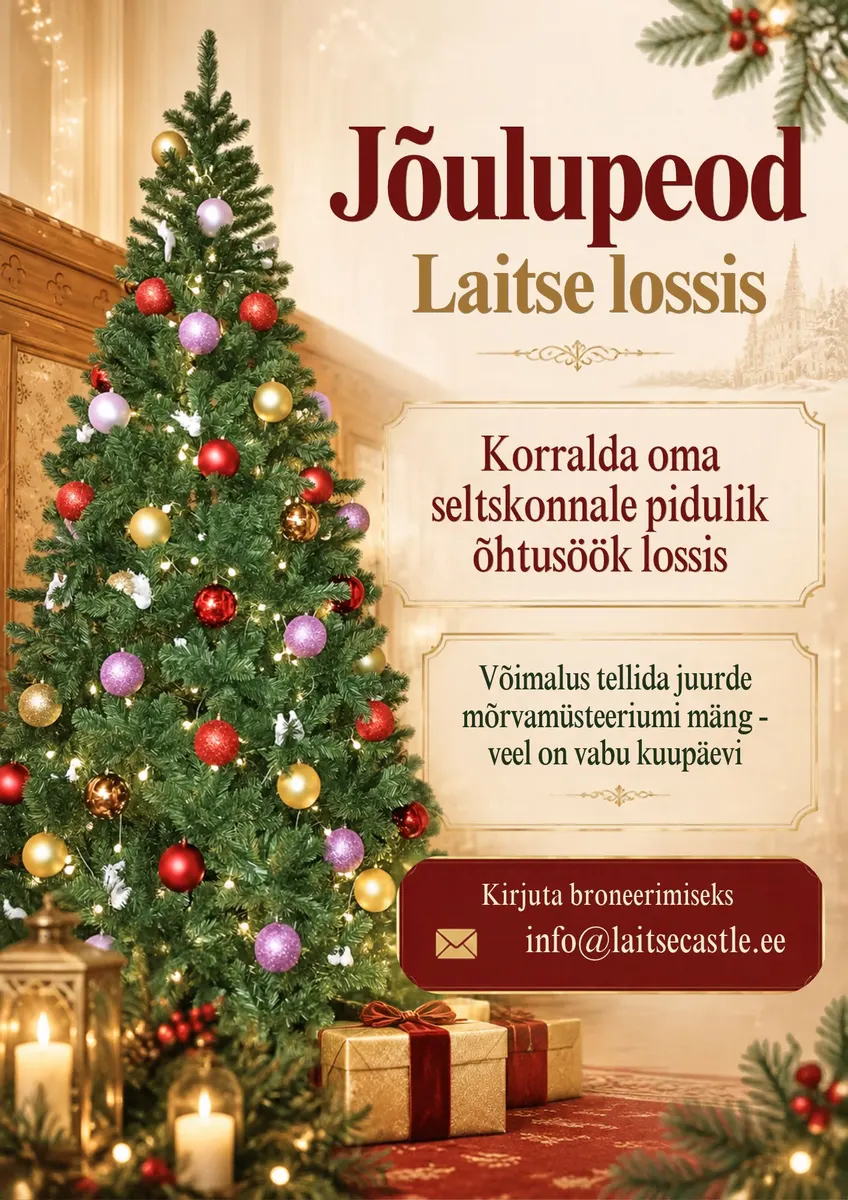 Jõulupeod
Laitse lossis
Korralda oma
seltskonnale pidulik
õhtusöök lossis
Võimalus tellida juurde
mõrvamüsteeriumi mäng -
veel on vabu kuupäevi
Kirjuta broneerimiseks
info@laitsecastle.ee